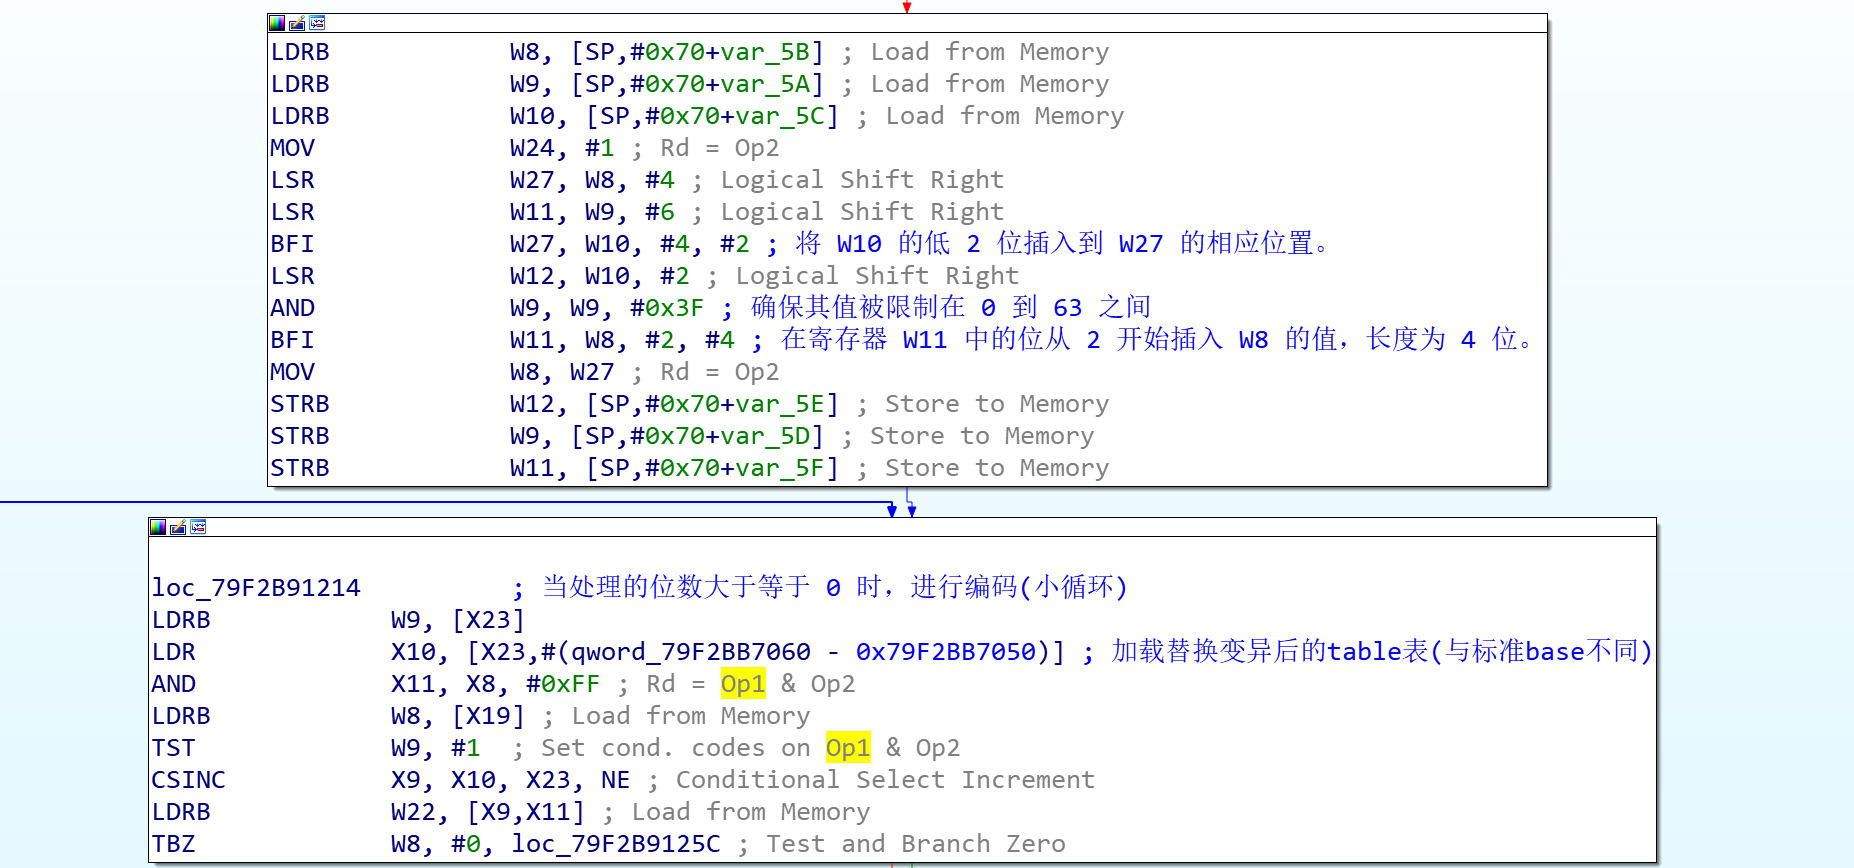 LDRB W8, [SP,#0x70+var_5B] ; Load from Memory
LDRB W9, [SP,#0x70+var_5A] ; Load from Memory
LDRB W10, [SP,#0x70+var_5C] ; Load from Memory
MOV W24, #1 ; Rd = Op2
LSR W27, W8, #4 ; Logical Shift Right
LSR W11, W9, #6 ; Logical Shift Right
BFI W27, W10, #4, #2 ; 将 W10 的低 2 位插入到 W27 的相应位置。
LSR W12, W10, #2 ; Logical Shift Right
AND W9, W9, #0x3F ; 确保其值被限制在 0 到 63 之间
BFI W11, W8, #2, #4 ; 在寄存器 W11 中的位从 2 开始插入 W8 的值，长度为 4 位。
MOV W8, W27 ; Rd = Op2
STRB W12, [SP,#0x70+var_5E] ; Store to Memory
STRB W9, [SP,#0x70+var_5D] ; Store to Memory
STRB W11, [SP,#0x70+var_5F] ; Store to Memory
loc_79F2B91214 ; 当处理的位数大于等于 0 时，进行编码(小循环)
LDRB W9, [X23]
LDR X10, [X23,#(qword_79F2BB7060 - 0x79F2BB7050)] ; 加载替换变异后的table表(与标准base不同)
AND X11, X8, #0xFF ; Rd = Op1 & Op2
LDRB W8, [X19] ; Load from Memory
TST W9, #1 ; Set cond. codes on Op1 & Op2
CSINC X9, X10, X23, NE ; Conditional Select Increment
LDRB W22, [X9,X11] ; Load from Memory
TBZ W8, #0, loc_79F2B9125C ; Test and Branch Zero